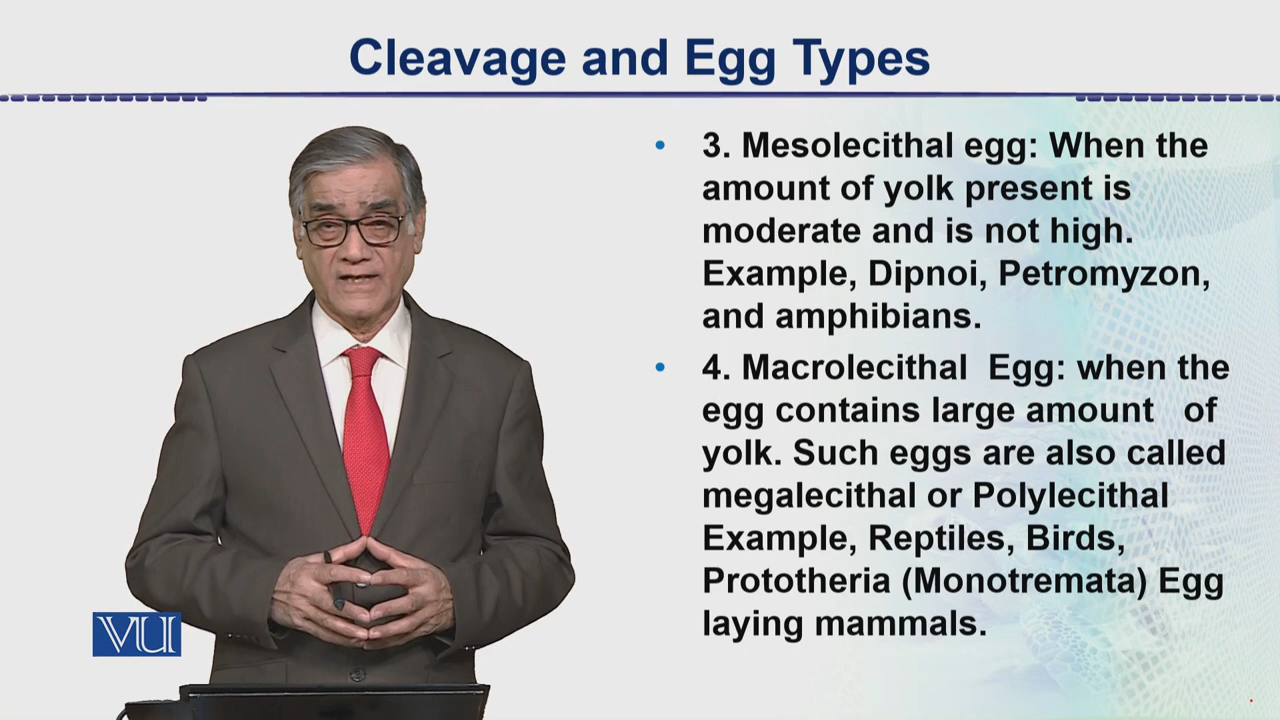 Cleavage and Egg Types
• 3. Mesolecithal egg: When the
amount of yolk present is
moderate and is not high.
Example, Dipnoi, Petromyzon,
and amphibians.
• 4. Macrolecithal Egg: when the
egg contains large amount of
yolk. Such eggs are also called
megalecithal or Polylecithal
Example, Reptiles, Birds,
Prototheria (Monotremata) Egg
laying mammals.
VU